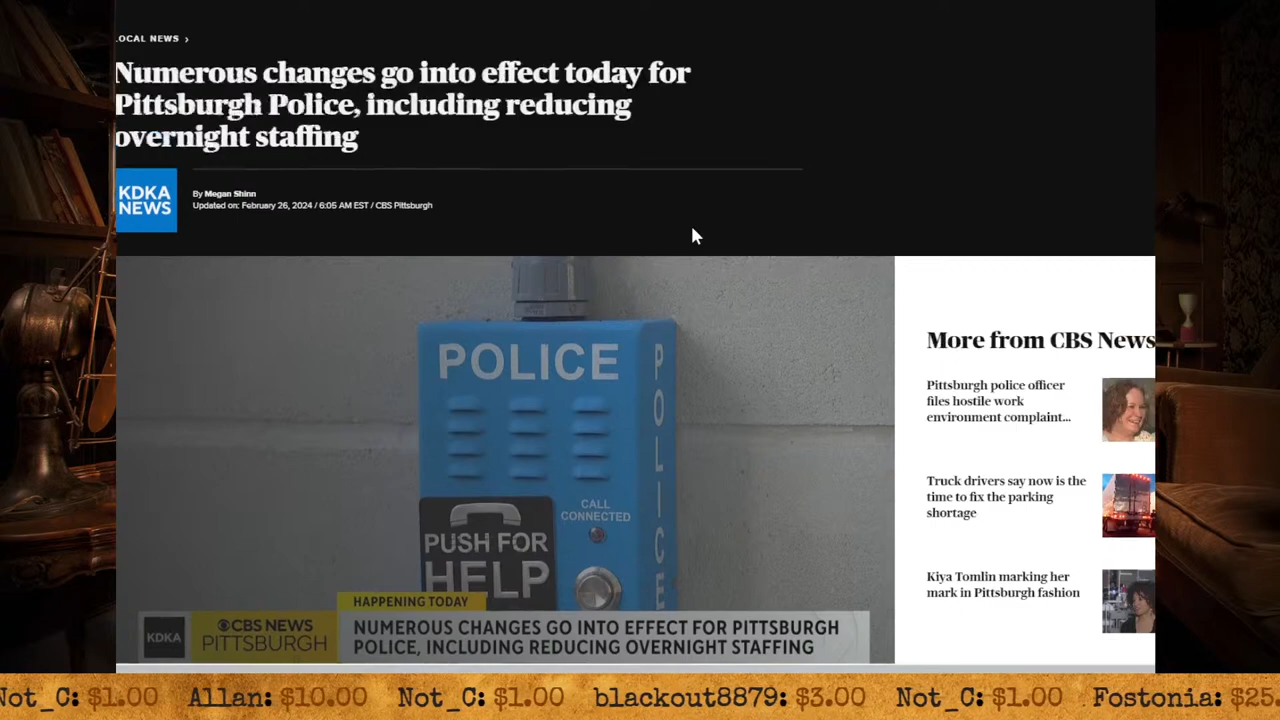 LOCAL NEWS ›
Numerous changes go into effect today for
Pittsburgh Police, including reducing
overnight staffing
KDKA
NEWS
By Megan Shinn
Updated on: February 26, 2024 / 6:05 AM EST / CBS Pittsburgh
POLICE
POLICE
CALL
CONNECTED
PUSH FOR
HELP
HAPPENING TODAY
KDKA
CBS NEWS
PITTSBURGH
NUMEROUS CHANGES GO INTO EFFECT FOR PITTSBURGH
POLICE, INCLUDING REDUCING OVERNIGHT STAFFING
More from CBS News
Pittsburgh police officer
files hostile work
environment complaint...
Truck drivers say now is the
time to fix the parking
shortage
Kiya Tomlin marking her
mark in Pittsburgh fashion
Not_C: $1.00 Allan: $10.00 Not_C: $1.00 blackout8879: $3.00 Not_C: $1.00 Fostonia: $25